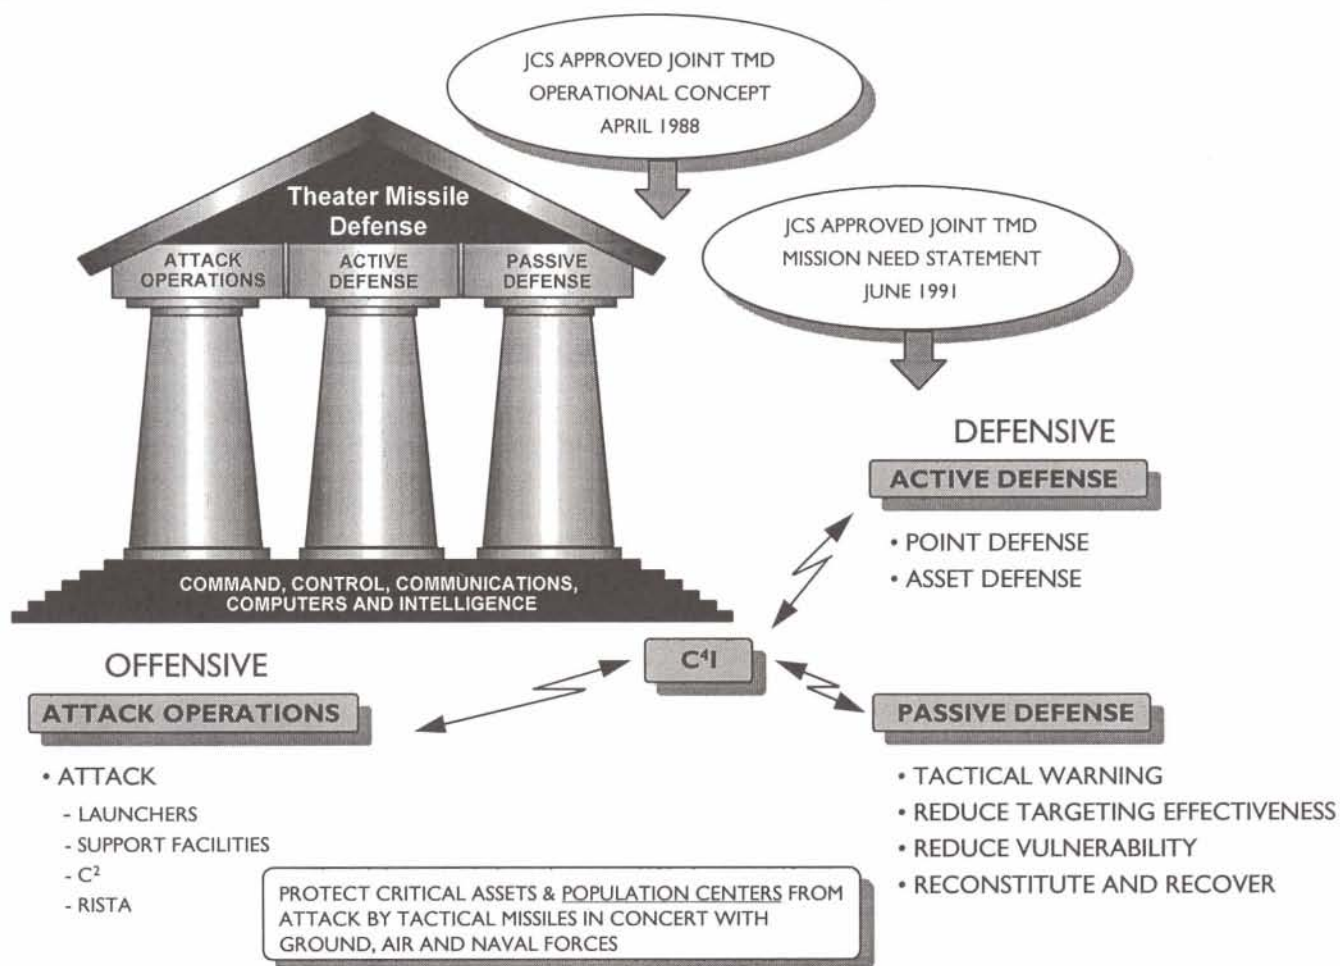 JCS APPROVED JOINT TMD
OPERATIONAL CONCEPT
APRIL 1988
Theater Missile
Defense
ATTACK
OPERATIONS
ACTIVE
DEFENSE
PASSIVE
DEFENSE
JCS APPROVED JOINT TMD
MISSION NEED STATEMENT
JUNE 1991
COMMAND, CONTROL, COMMUNICATIONS,
COMPUTERS AND INTELLIGENCE
DEFENSIVE
ACTIVE DEFENSE
• POINT DEFENSE
• ASSET DEFENSE
C⁴I
OFFENSIVE
ATTACK OPERATIONS
• ATTACK
- LAUNCHERS
- SUPPORT FACILITIES
- C²
- RISTA
PASSIVE DEFENSE
• TACTICAL WARNING
• REDUCE TARGETING EFFECTIVENESS
• REDUCE VULNERABILITY
• RECONSTITUTE AND RECOVER
PROTECT CRITICAL ASSETS & POPULATION CENTERS FROM
ATTACK BY TACTICAL MISSILES IN CONCERT WITH
GROUND, AIR AND NAVAL FORCES